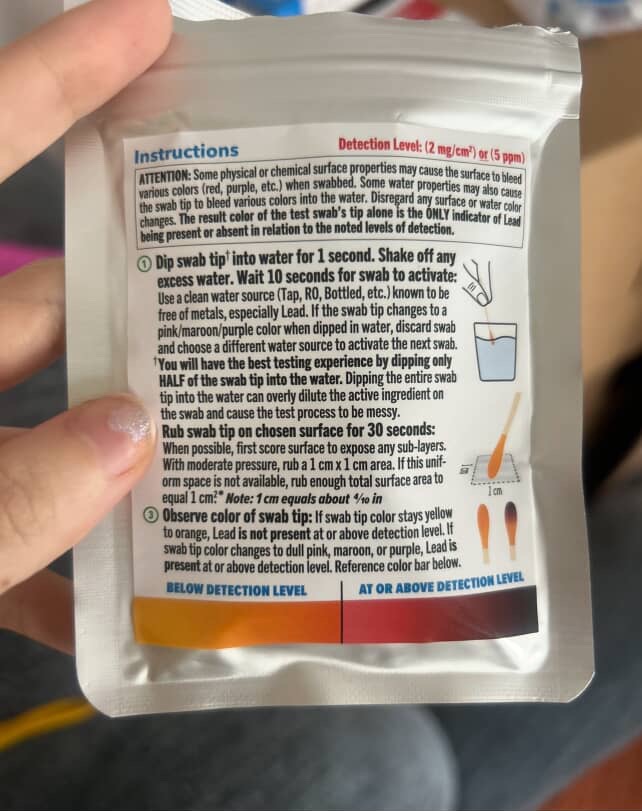 Instructions
Detection Level: (2 mg/cm²) or (5 ppm)
ATTENTION: Some physical or chemical surface properties may cause the surface to bleed
various colors (red, purple, etc.) when swabbed. Some water properties may also cause
the swab tip to bleed various colors into the water. Disregard any surface or water color
changes. The result color of the test swab's tip alone is the ONLY indicator of Lead
being present or absent in relation to the noted levels of detection.
1 Dip swab tip† into water for 1 second. Shake off any
excess water. Wait 10 seconds for swab to activate:
Use a clean water source (Tap, RO, Bottled, etc.) known to be
free of metals, especially Lead. If the swab tip changes to a
pink/maroon/purple color when dipped in water, discard swab
and choose a different water source to activate the next swab.
†You will have the best testing experience by dipping only
HALF of the swab tip into the water. Dipping the entire swab
tip into the water can overly dilute the active ingredient on
the swab and cause the test process to be messy.
Rub swab tip on chosen surface for 30 seconds:
When possible, first score surface to expose any sub-layers.
With moderate pressure, rub a 1 cm x 1 cm area. If this unif-
orm space is not available, rub enough total surface area to
equal 1 cm².* Note: 1 cm equals about 4/10 in
1 cm
3 Observe color of swab tip: If swab tip color stays yellow
to orange, Lead is not present at or above detection level. If
swab tip color changes to dull pink, maroon, or purple, Lead is
present at or above detection level. Reference color bar below.
BELOW DETECTION LEVEL
AT OR ABOVE DETECTION LEVEL